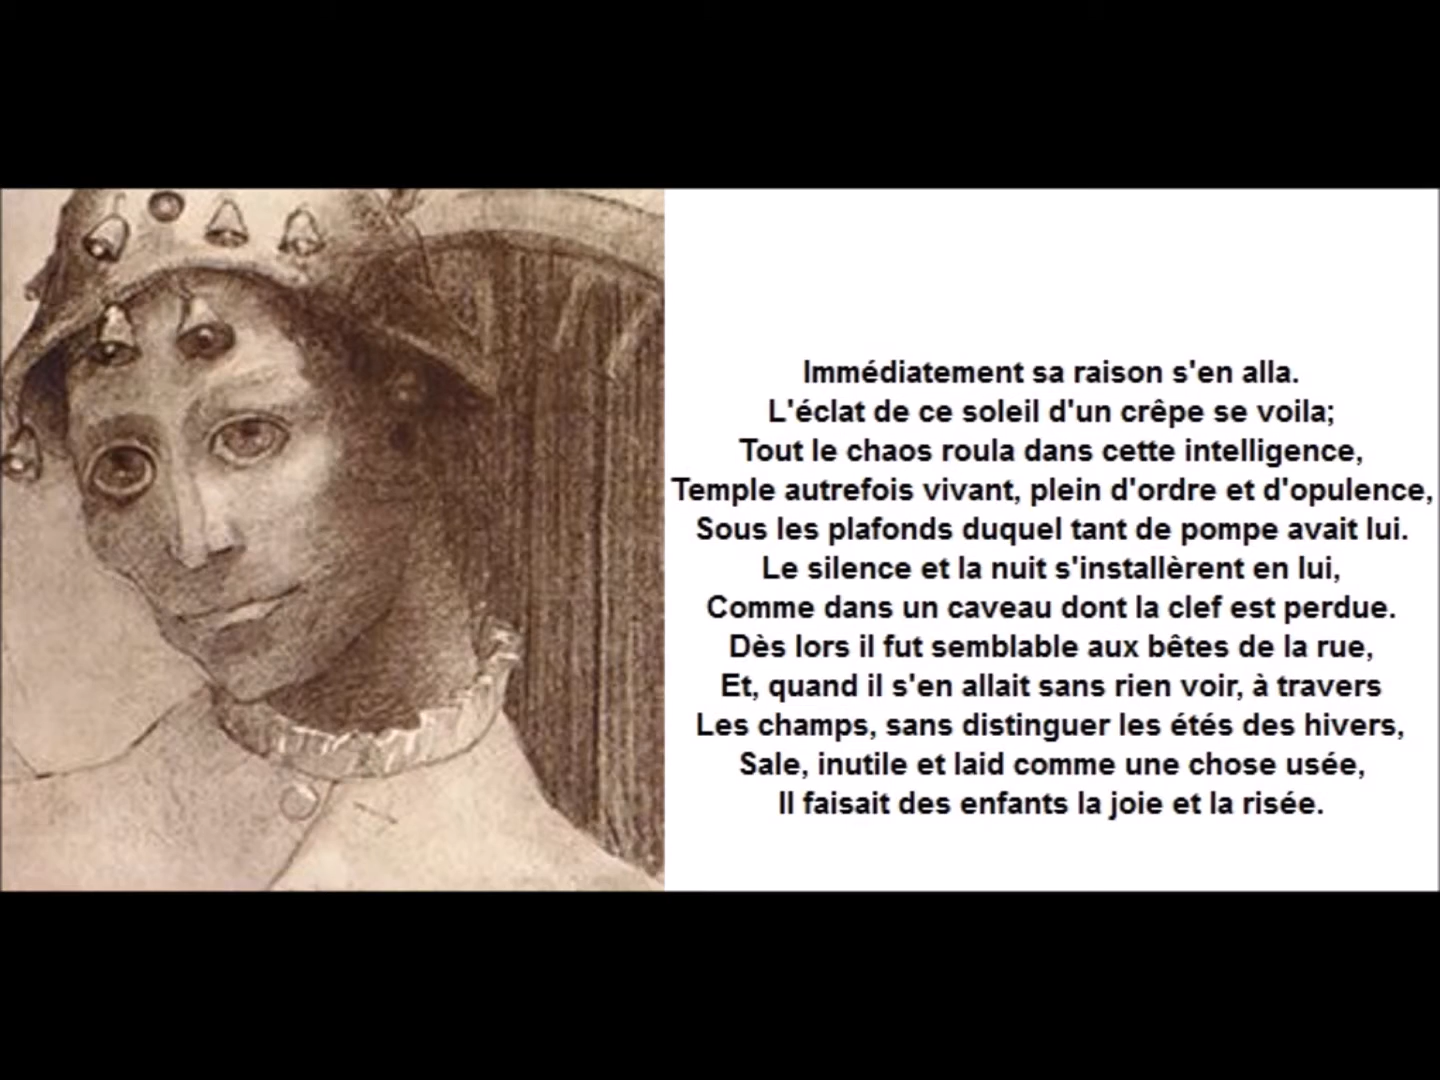 Immédiatement sa raison s'en alla.
L'éclat de ce soleil d'un crêpe se voila;
Tout le chaos roula dans cette intelligence,
Temple autrefois vivant, plein d'ordre et d'opulence,
Sous les plafonds duquel tant de pompe avait lui.
Le silence et la nuit s'installèrent en lui,
Comme dans un caveau dont la clef est perdue.
Dès lors il fut semblable aux bêtes de la rue,
Et, quand il s'en allait sans rien voir, à travers
Les champs, sans distinguer les étés des hivers,
Sale, inutile et laid comme une chose usée,
Il faisait des enfants la joie et la risée.